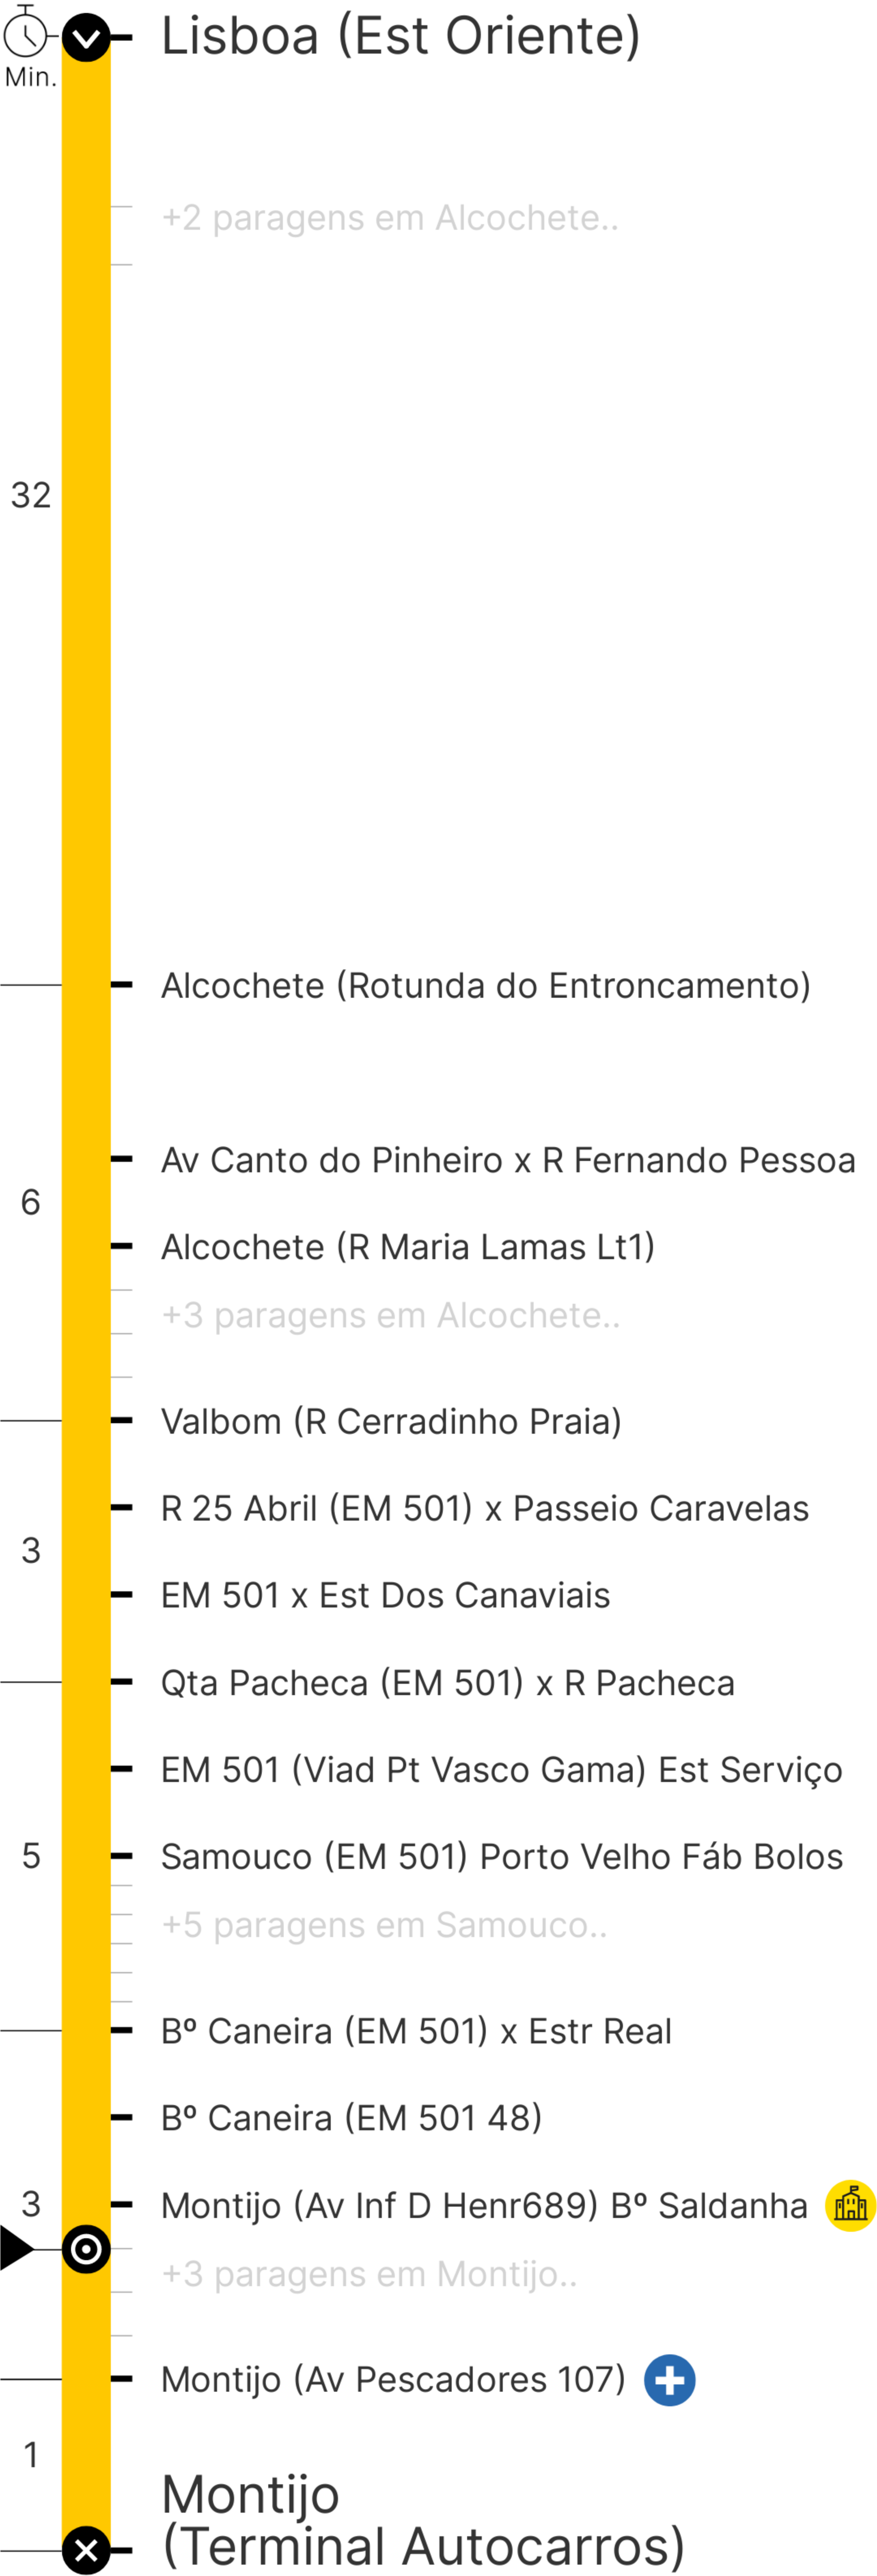 Lisboa (Est Oriente)
Min.
+2 paragens em Alcochete..
32
Alcochete (Rotunda do Entroncamento)
Av Canto do Pinheiro x R Fernando Pessoa
6
Alcochete (R Maria Lamas Lt1)
+3 paragens em Alcochete..
Valbom (R Cerradinho Praia)
R 25 Abril (EM 501) x Passeio Caravelas
3
EM 501 x Est Dos Canaviais
Qta Pacheca (EM 501) x R Pacheca
EM 501 (Viad Pt Vasco Gama) Est Serviço
5
Samouco (EM 501) Porto Velho Fáb Bolos
+5 paragens em Samouco..
Bº Caneira (EM 501) x Estr Real
Bº Caneira (EM 501 48)
3
Montijo (Av Inf D Henr689) Bº Saldanha
+3 paragens em Montijo..
Montijo (Av Pescadores 107)
1
Montijo
(Terminal Autocarros)